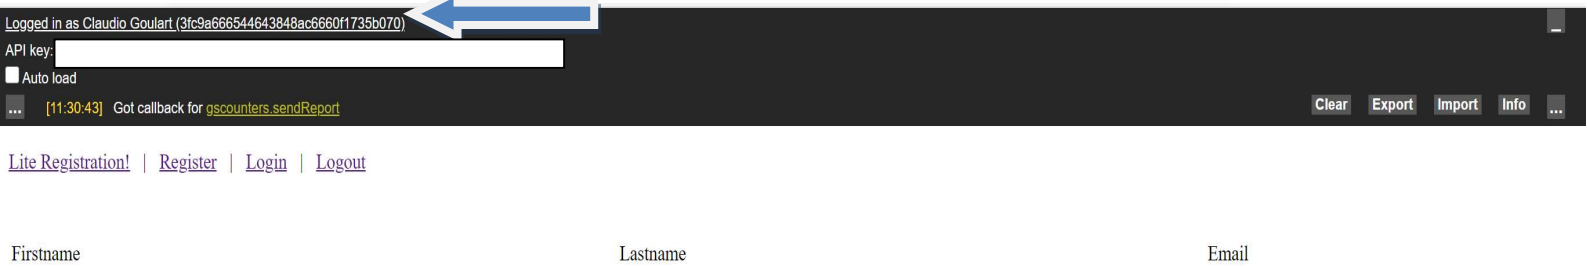 Logged in as Claudio Goulart (3fc9a666544643848ac6660f1735b070)
_
API key:
Auto load
... [11:30:43] Got callback for gscounters.sendReport Clear Export Import Info ...
Lite Registration! | Register | Login | Logout
Firstname Lastname Email